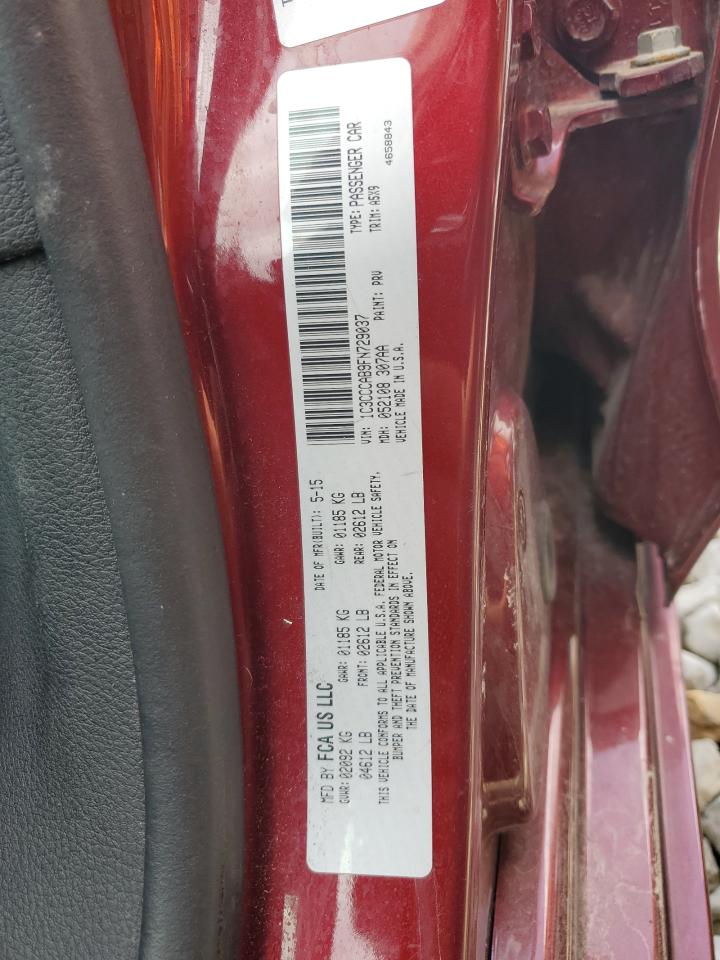 MFD BY FCA US LLC
DATE OF MFR(BUILT): 5-15
GVWR: 02092 KG
GAWR: 01185 KG
GAWR: 01185 KG
04612 LB
FRONT: 02612 LB
REAR: 02612 LB
THIS VEHICLE CONFORMS TO ALL APPLICABLE U.S.A. FEDERAL MOTOR VEHICLE SAFETY,
BUMPER AND THEFT PREVENTION STANDARDS IN EFFECT ON
THE DATE OF MANUFACTURE SHOWN ABOVE.
VIN: 1C3CCCAB9FN729037
TYPE: PASSENGER CAR
MDH: 052108 307AA
PAINT: PRV
TRIM: A5X9
VEHICLE MADE IN U.S.A.
4658843